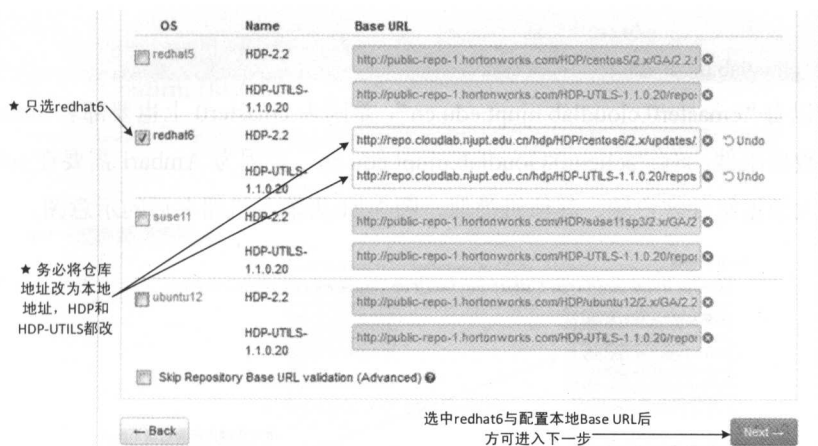 OS Name Base URL
redhat5 HDP-2.2 http://public-repo-1.hortonworks.com/HDP/centos5/2.x/GA/2.2.
HDP-UTILS-1.1.0.20 http://public-repo-1.hortonworks.com/HDP-UTILS-1.1.0.20/repos
★ 只选redhat6
redhat6 HDP-2.2 http://repo.cloudlab.njupt.edu.cn/hdp/HDP/centos6/2.x/updates/ Undo
HDP-UTILS-1.1.0.20 http://repo.cloudlab.njupt.edu.cn/hdp/HDP-UTILS-1.1.0.20/repos Undo
suse11 HDP-2.2 http://public-repo-1.hortonworks.com/HDP/suse11sp3/2.x/GA/2
HDP-UTILS-1.1.0.20 http://public-repo-1.hortonworks.com/HDP-UTILS-1.1.0.20/repos
★ 务必将仓库
地址改为本地
地址，HDP和
HDP-UTILS都改
ubuntu12 HDP-2.2 http://public-repo-1.hortonworks.com/HDP/ubuntu12/2.x/GA/2.2
HDP-UTILS-1.1.0.20 http://public-repo-1.hortonworks.com/HDP-UTILS-1.1.0.20/repos
Skip Repository Base URL validation (Advanced)
← Back
选中redhat6与配置本地Base URL后
方可进入下一步
Next →